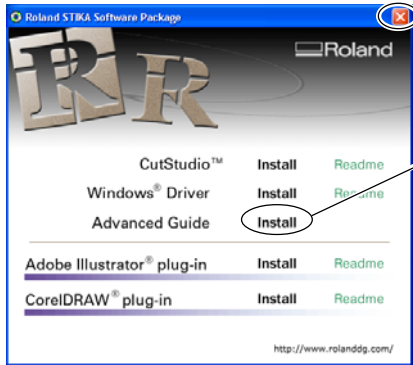 Roland STIKA Software Package
Roland
R R
CutStudio™ Install Readme
Windows® Driver Install Readme
Advanced Guide Install
Adobe Illustrator® plug-in Install Readme
CorelDRAW® plug-in Install Readme
http://www.rolanddg.com/